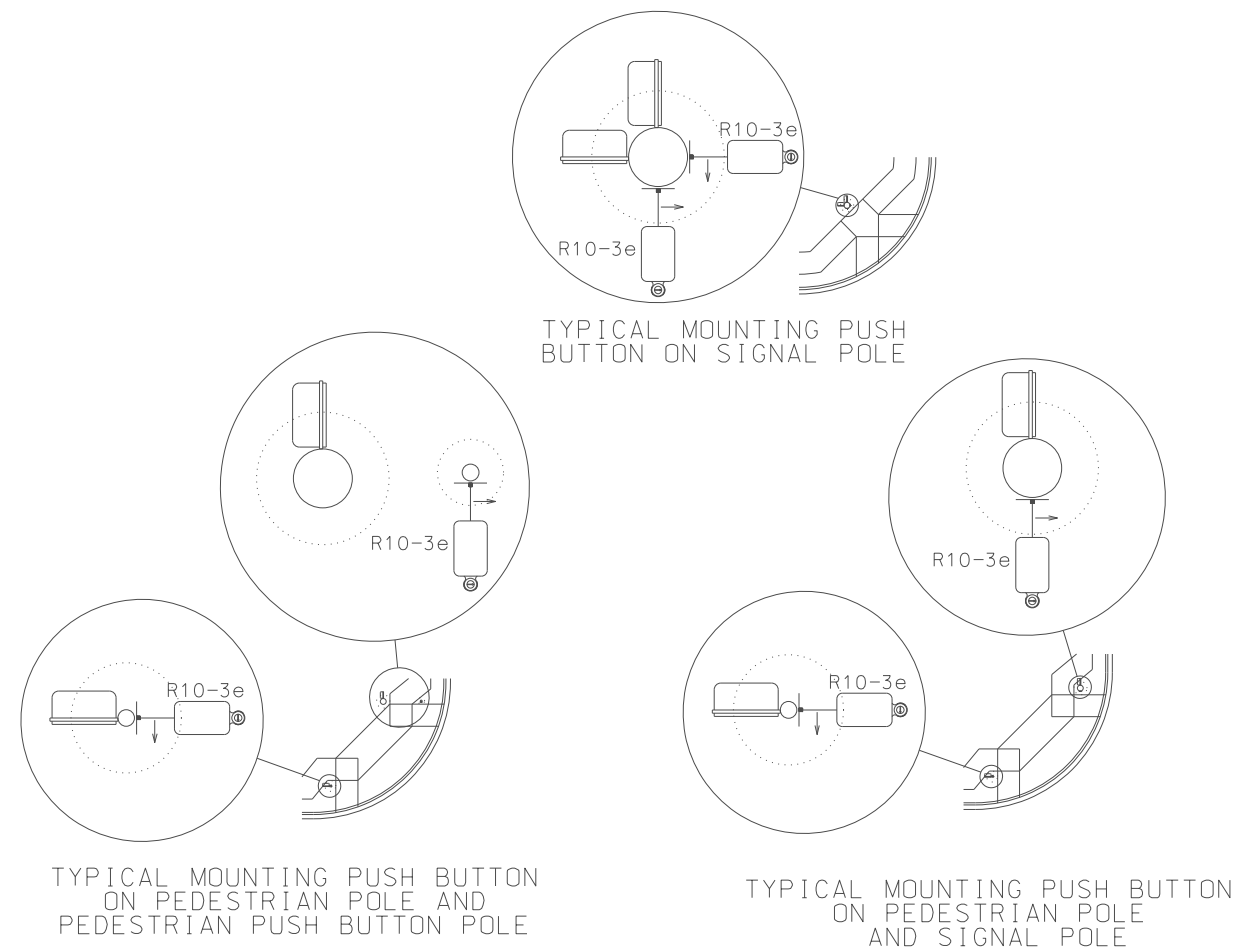 R10-3e
R10-3e
TYPICAL MOUNTING PUSH
BUTTON ON SIGNAL POLE
R10-3e
R10-3e
TYPICAL MOUNTING PUSH BUTTON
ON PEDESTRIAN POLE AND
PEDESTRIAN PUSH BUTTON POLE
R10-3e
R10-3e
TYPICAL MOUNTING PUSH BUTTON
ON PEDESTRIAN POLE
AND SIGNAL POLE